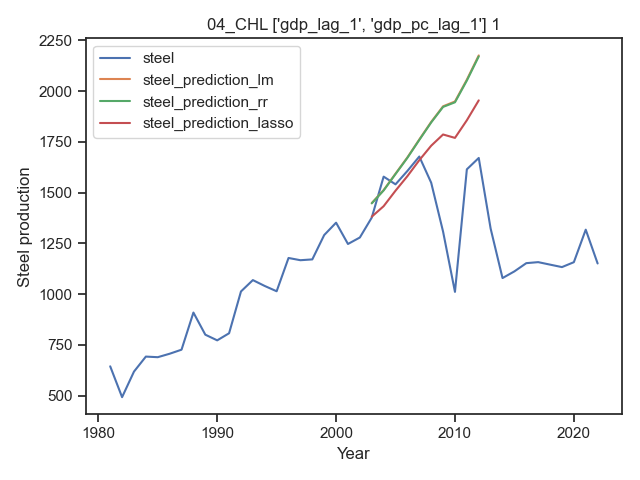 04_CHL ['gdp_lag_1', 'gdp_pc_lag_1'] 1
steel
steel_prediction_lm
steel_prediction_rr
steel_prediction_lasso
Steel production
2250
2000
1750
1500
1250
1000
750
500
1980
1990
2000
2010
2020
Year